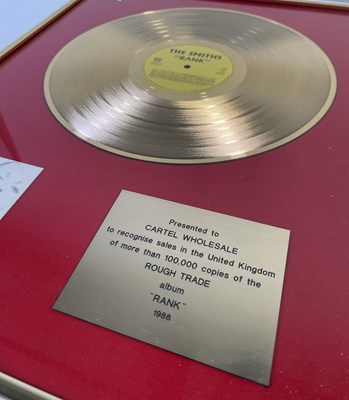 THE SMITHS
"RANK"
Presented to
CARTEL WHOLESALE
to recognise sales in the United Kingdom
of more than 100,000 copies of the
ROUGH TRADE
album
"RANK"
1988